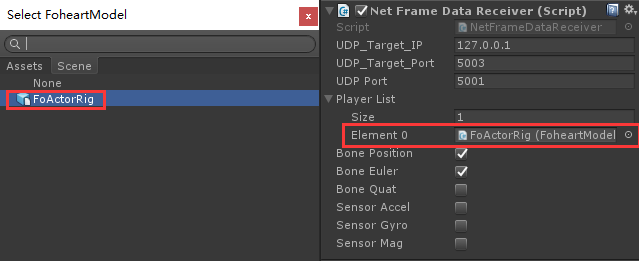 Select FoheartModel
Assets Scene
None
FoActorRig
Net Frame Data Receiver (Script)
Script NetFrameDataReceiver
UDP_Target_IP 127.0.0.1
UDP_Target_Port 5003
UDP Port 5001
Player List
Size 1
Element 0 FoActorRig (FoheartModel
Bone Position
Bone Euler
Bone Quat
Sensor Accel
Sensor Gyro
Sensor Mag